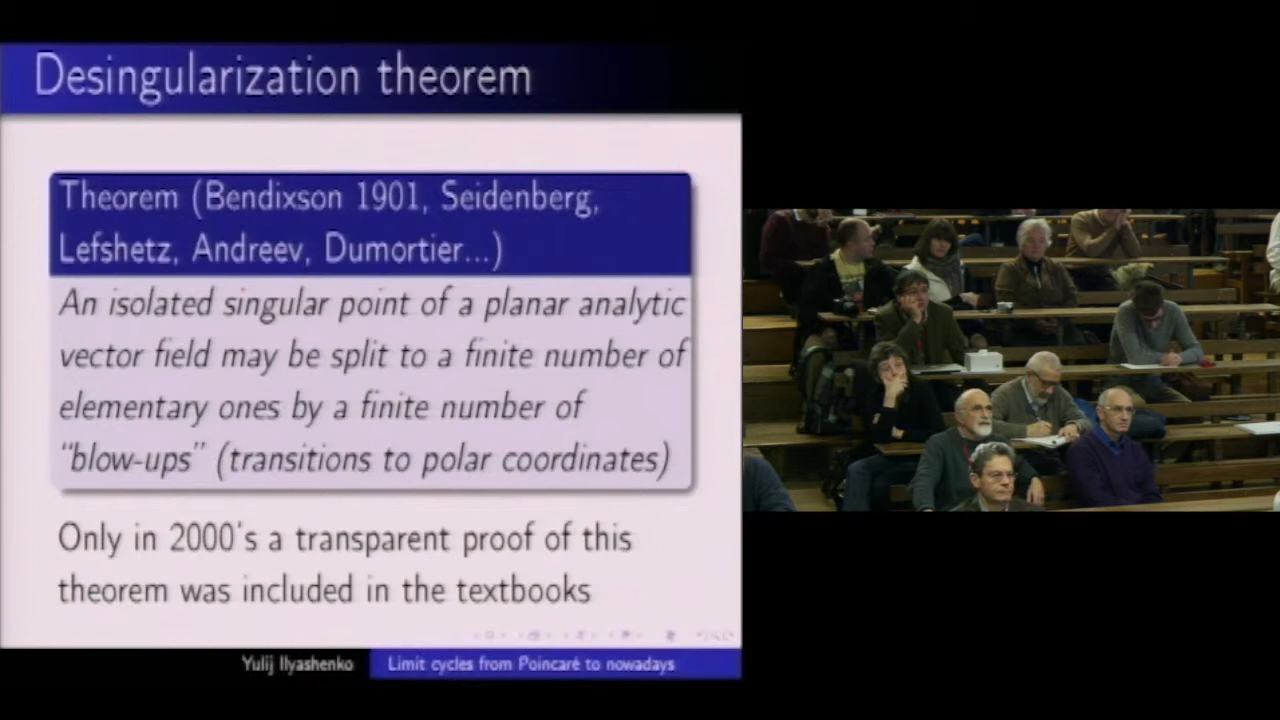 Desingularization theorem
Theorem (Bendixson 1901, Seidenberg,
Lefshetz, Andreev, Dumortier...)
An isolated singular point of a planar analytic
vector field may be split to a finite number of
elementary ones by a finite number of
"blow-ups" (transitions to polar coordinates)
Only in 2000's a transparent proof of this
theorem was included in the textbooks
Yulij Ilyashenko
Limit cycles from Poincaré to nowadays